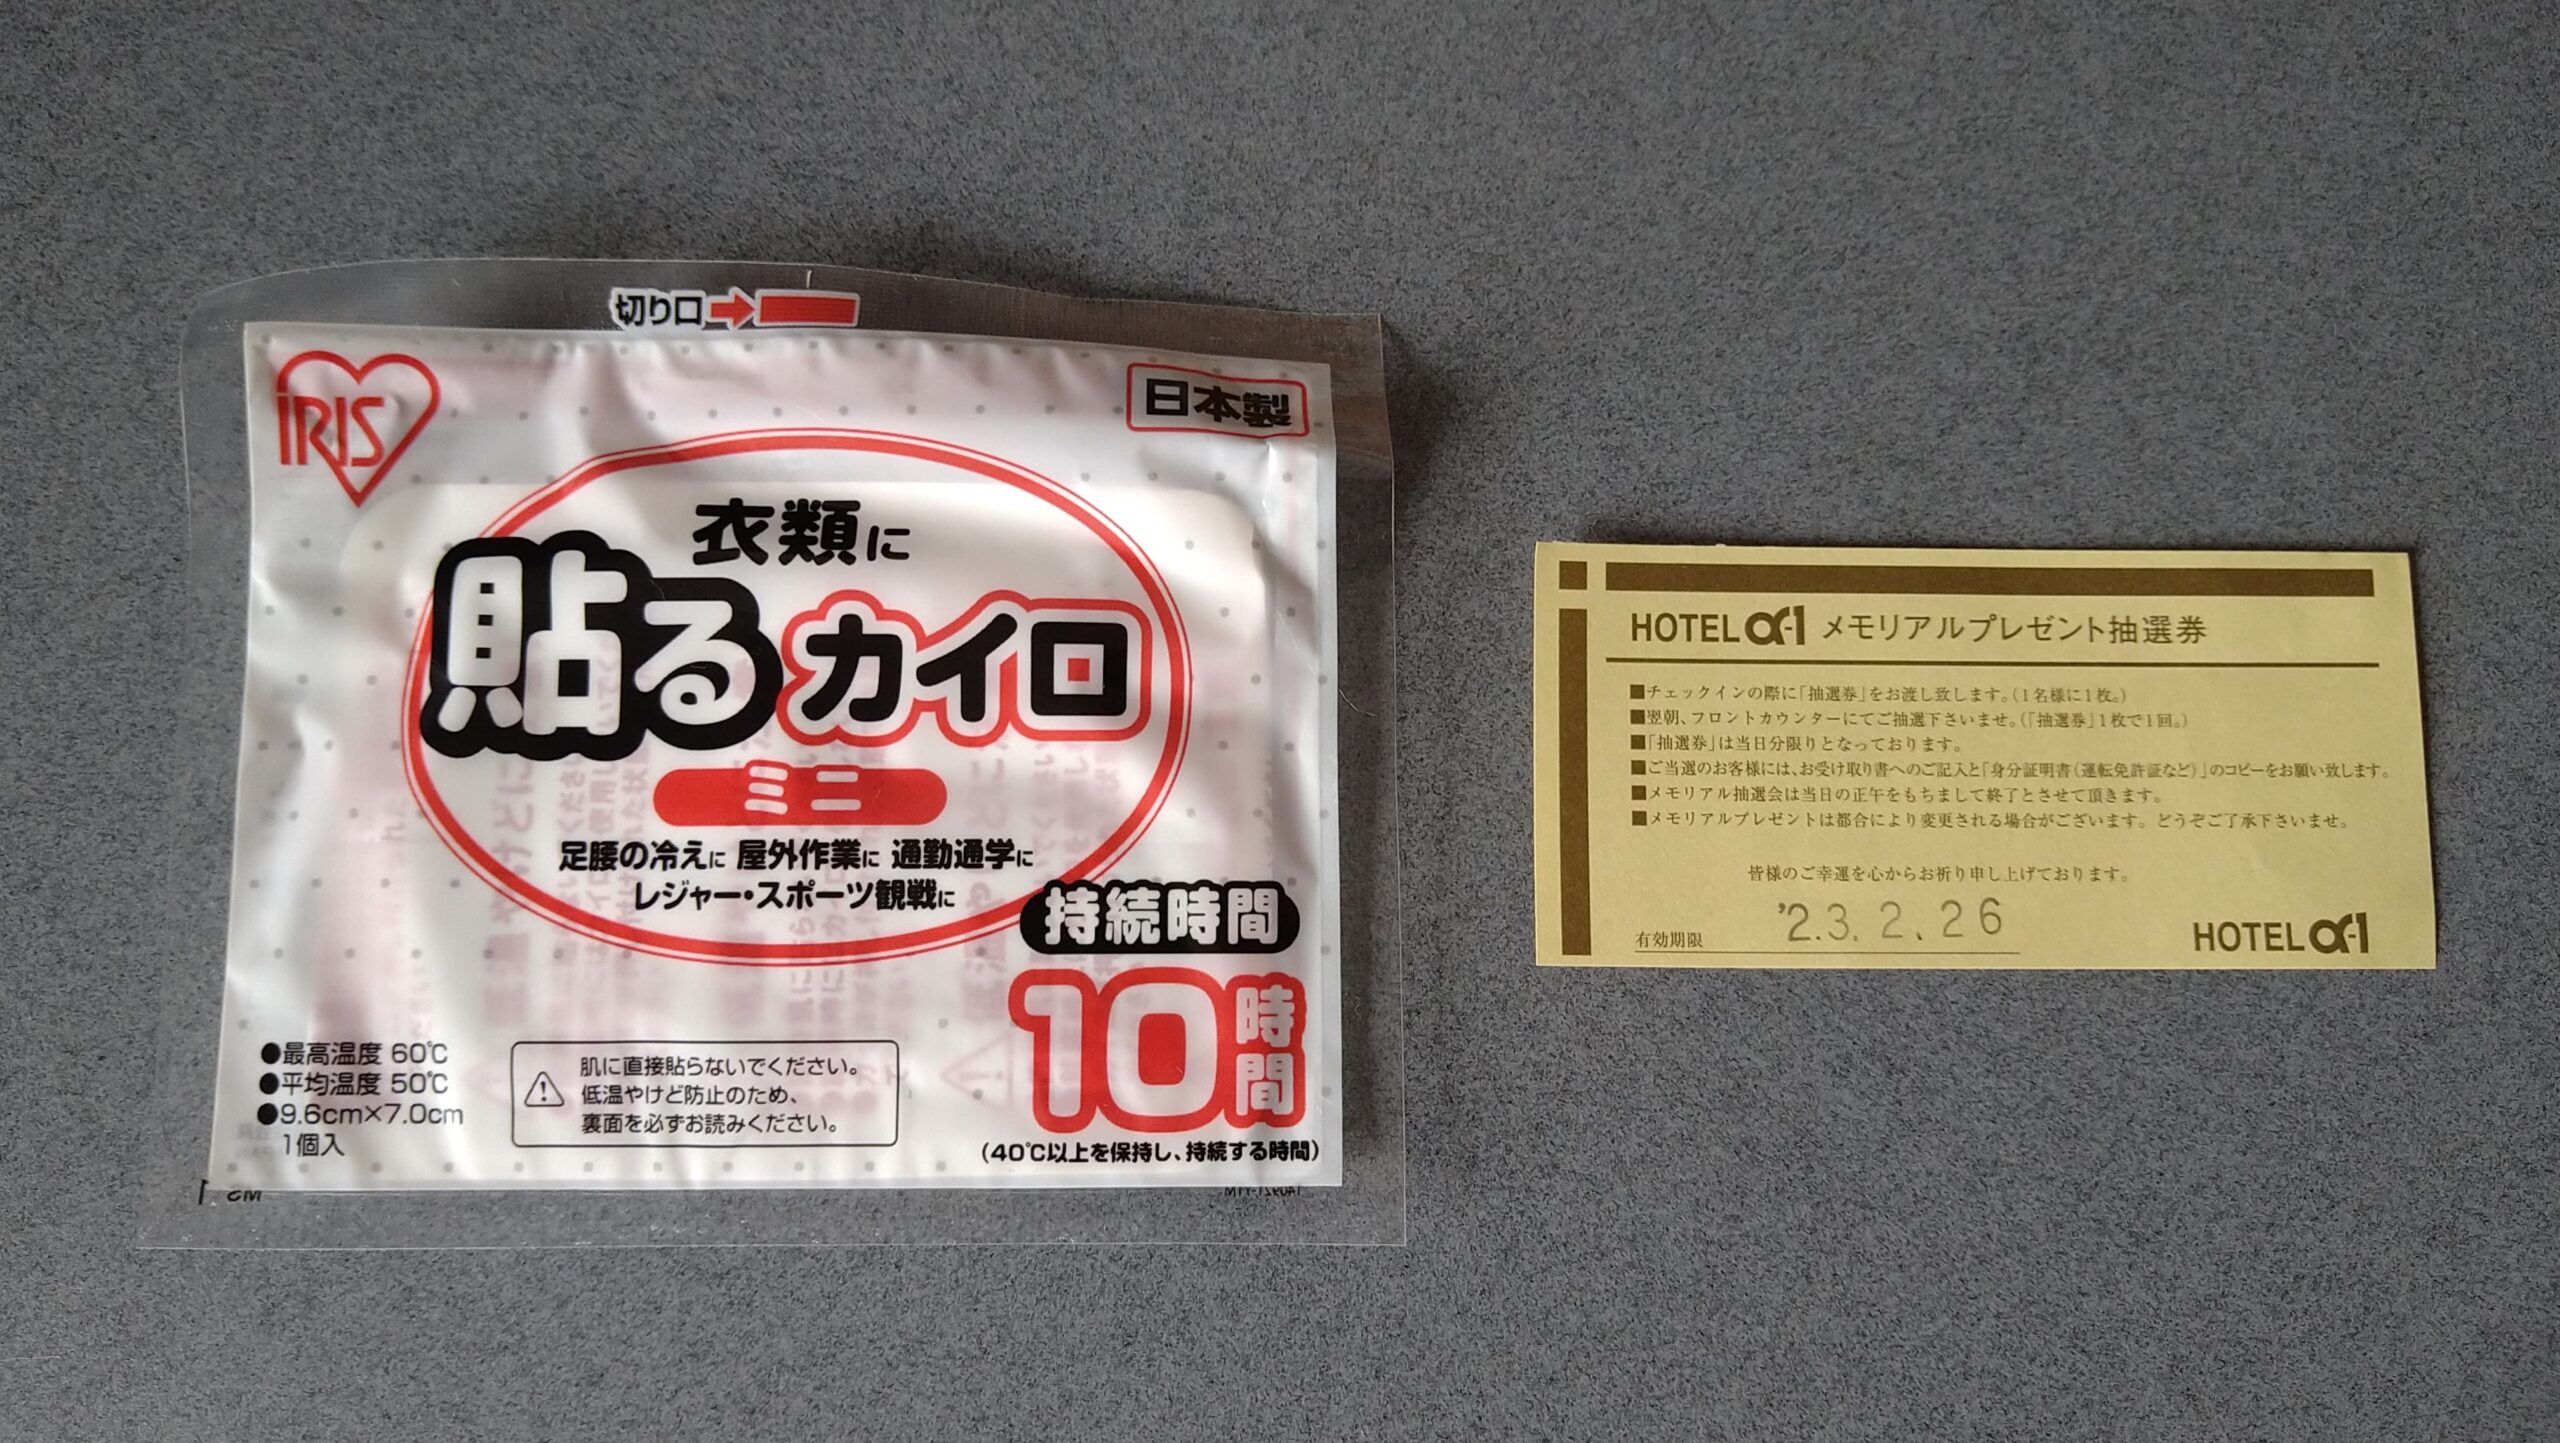 切り口
IRIS
日本製
衣類に
貼るカイロ
ミニ
足腰の冷えに 屋外作業に 通勤通学に
レジャー・スポーツ観戦に
持続時間
10時間
(40℃以上を保持し、持続する時間)
●最高温度 60℃
●平均温度 50℃
●9.6cm×7.0cm
1個入
肌に直接貼らないでください。
低温やけど防止のため、
裏面を必ずお読みください。
HOTEL α-1 メモリアルプレゼント抽選券
■チェックインの際に「抽選券」をお渡し致します。(1名様に1枚。)
■翌朝、フロントカウンターにてご抽選下さいませ。(「抽選券」1枚で1回。)
■「抽選券」は当日分限りとなっております。
■ご当選のお客様には、お受け取り書へのご記入と「身分証明書(運転免許証など)」のコピーをお願い致します。
■メモリアル抽選会は当日の正午をもちまして終了とさせて頂きます。
■メモリアルプレゼントは都合により変更される場合がございます。どうぞご了承下さいませ。
皆様のご幸運を心からお祈り申し上げております。
有効期限 '23.2.26
HOTEL α-1